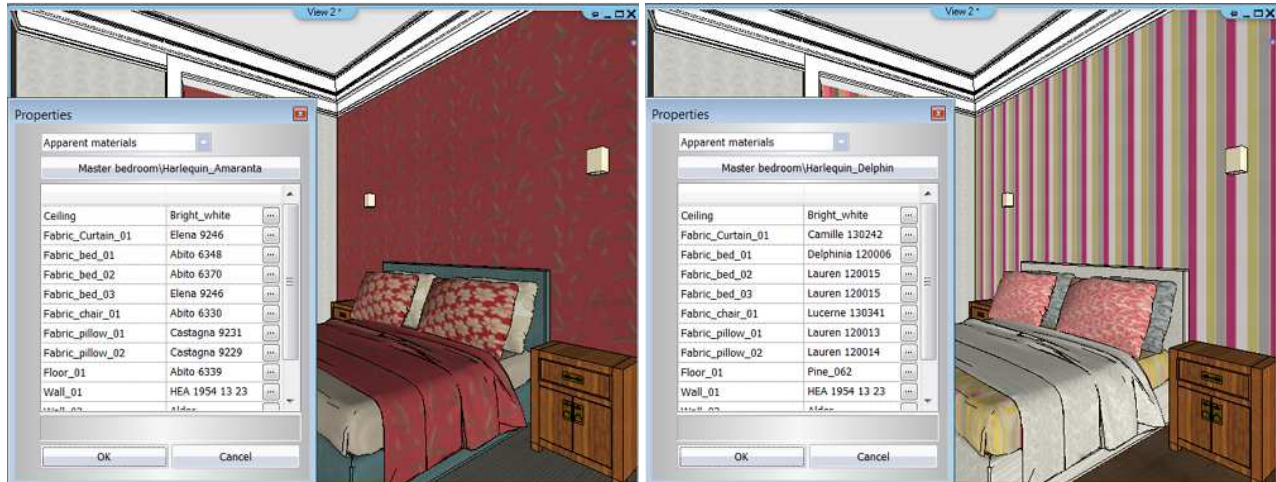 View 2 *
Properties
Apparent materials
Master bedroom\Harlequin_Amaranta
Ceiling Bright_white ...
Fabric_Curtain_01 Elena 9246 ...
Fabric_bed_01 Abito 6348 ...
Fabric_bed_02 Abito 6370 ...
Fabric_bed_03 Elena 9246 ...
Fabric_chair_01 Abito 6330 ...
Fabric_pillow_01 Castagna 9231 ...
Fabric_pillow_02 Castagna 9229 ...
Floor_01 Abito 6339 ...
Wall_01 HEA 1954 13 23 ...
Alder
OK Cancel
View 2 *
Properties
Apparent materials
Master bedroom\Harlequin_Delphin
Ceiling Bright_white ...
Fabric_Curtain_01 Camille 130242 ...
Fabric_bed_01 Delphinia 120006 ...
Fabric_bed_02 Lauren 120015 ...
Fabric_bed_03 Lauren 120015 ...
Fabric_chair_01 Lucerne 130341 ...
Fabric_pillow_01 Lauren 120013 ...
Fabric_pillow_02 Lauren 120014 ...
Floor_01 Pine_062 ...
Wall_01 HEA 1954 13 23 ...
Alder
OK Cancel